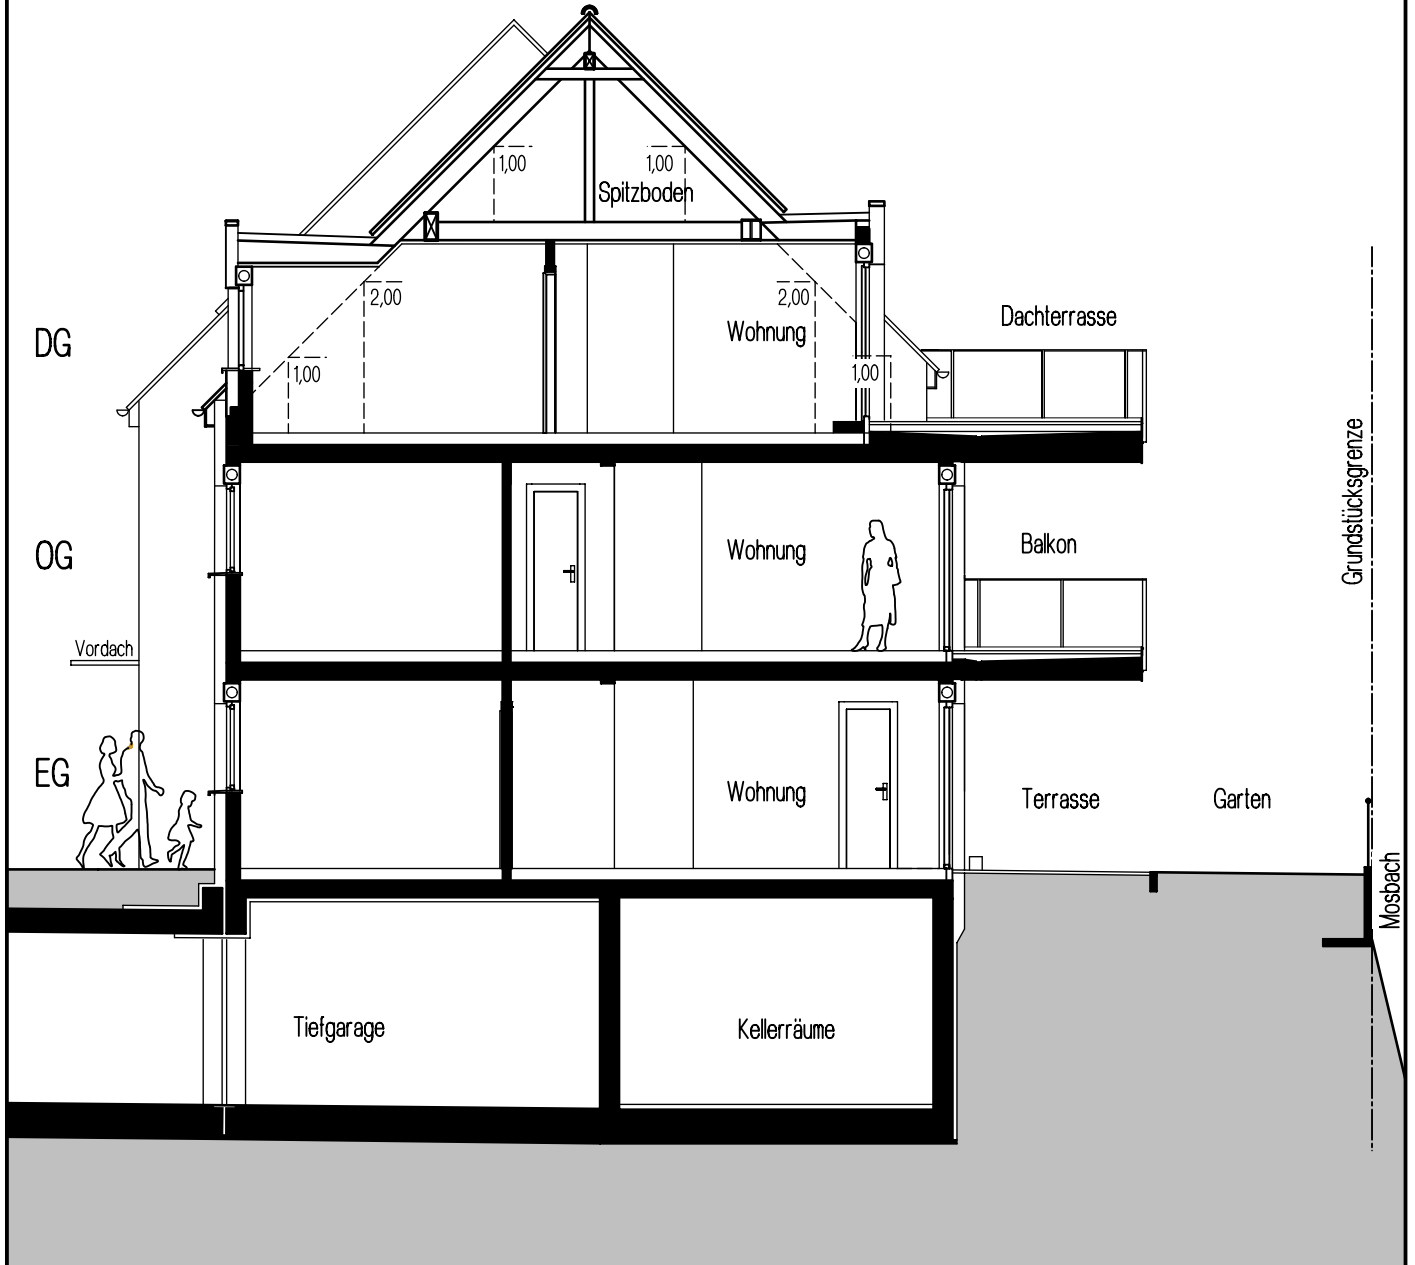 1,00
1,00
Spitzboden
DG
2,00
1,00
Wohnung
2,00
1,00
Dachterrasse
Grundstücksgrenze
OG
Wohnung
Balkon
Vordach
EG
Wohnung
Terrasse
Garten
Mosbach
Tiefgarage
Kellerräume